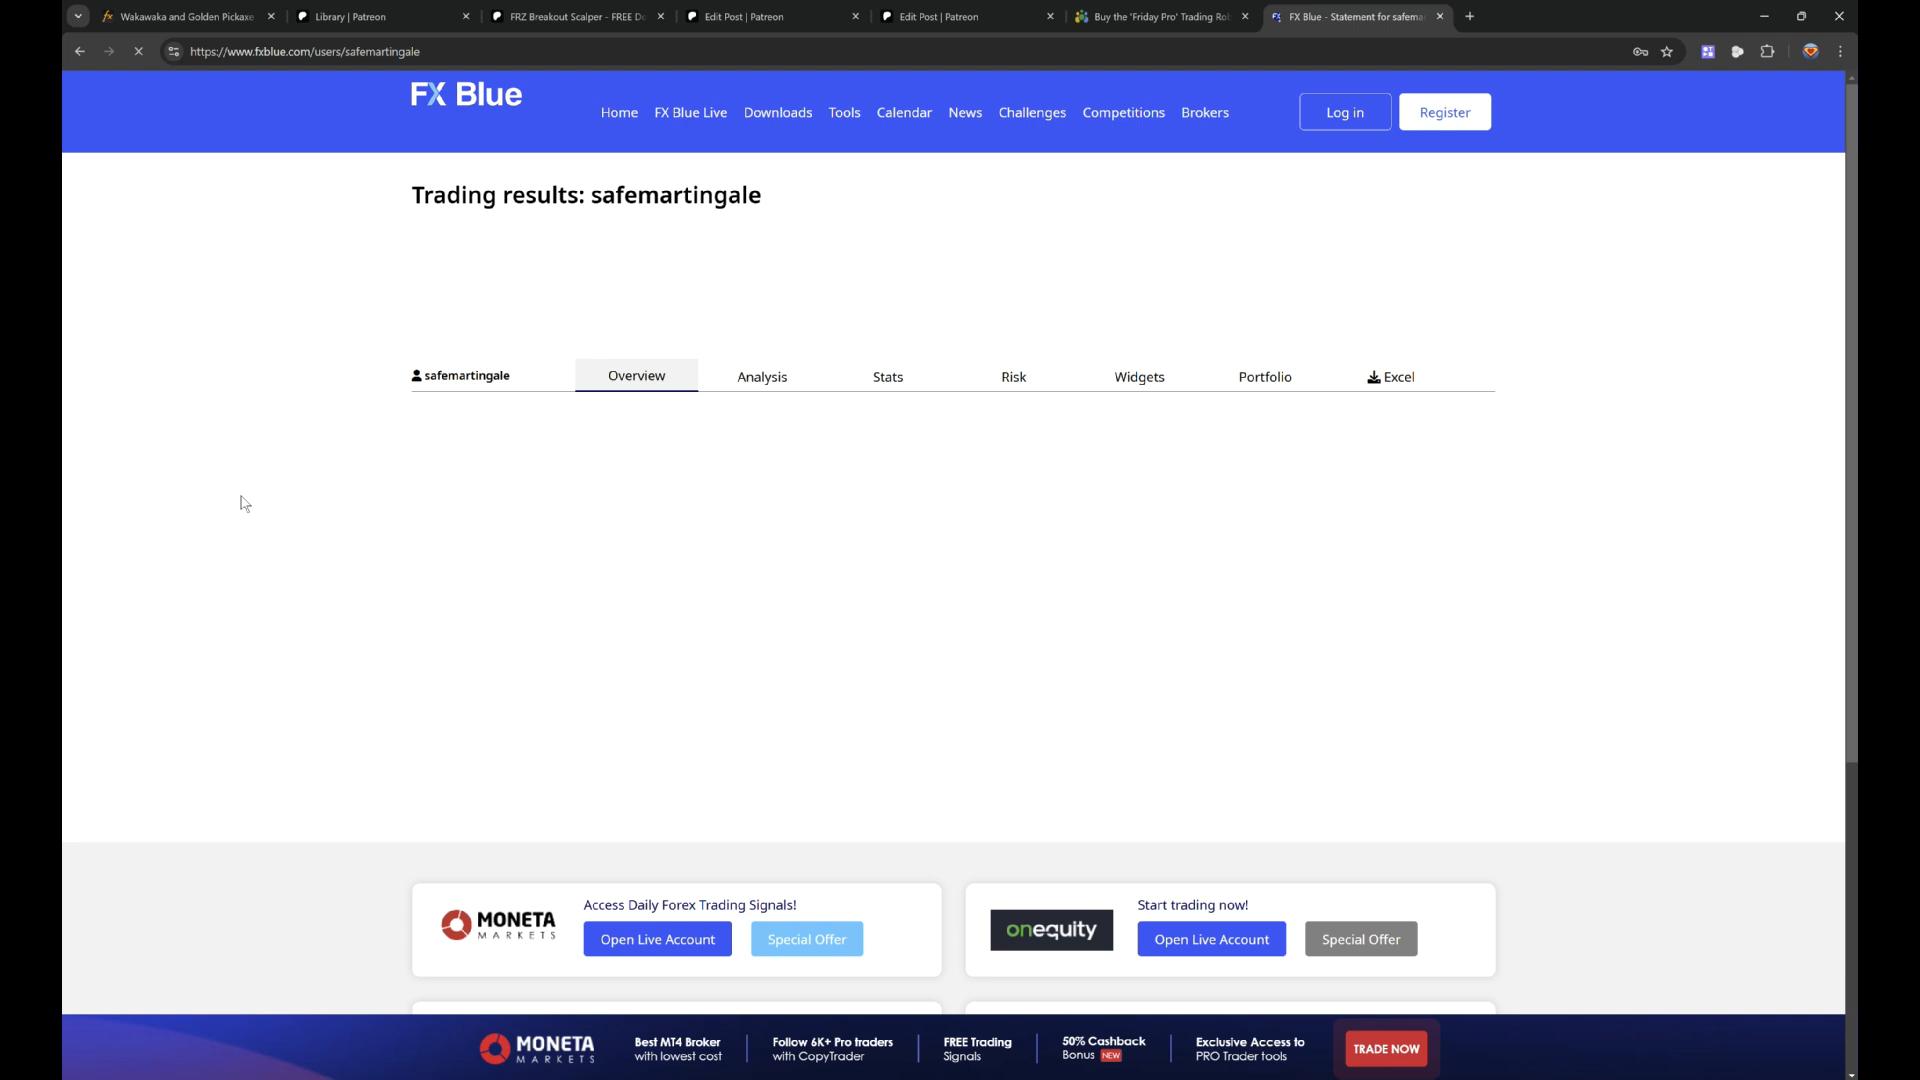 Wakawaka and Golden Pickaxe
Library | Patreon
FRZ Breakout Scalper - FREE Do
Edit Post | Patreon
Edit Post | Patreon
Buy the 'Friday Pro' Trading Ro
FX Blue - Statement for safema
https://www.fxblue.com/users/safemartingale
FX Blue
Home
FX Blue Live
Downloads
Tools
Calendar
News
Challenges
Competitions
Brokers
Log in
Register
Trading results: safemartingale
safemartingale
Overview
Analysis
Stats
Risk
Widgets
Portfolio
Excel
MONETA
MARKETS
Access Daily Forex Trading Signals!
Open Live Account
Special Offer
onequity
Start trading now!
Open Live Account
Special Offer
MONETA
MARKETS
Best MT4 Broker
with lowest cost
Follow 6K+ Pro traders
with CopyTrader
FREE Trading
Signals
50% Cashback
Bonus NEW
Exclusive Access to
PRO Trader tools
TRADE NOW